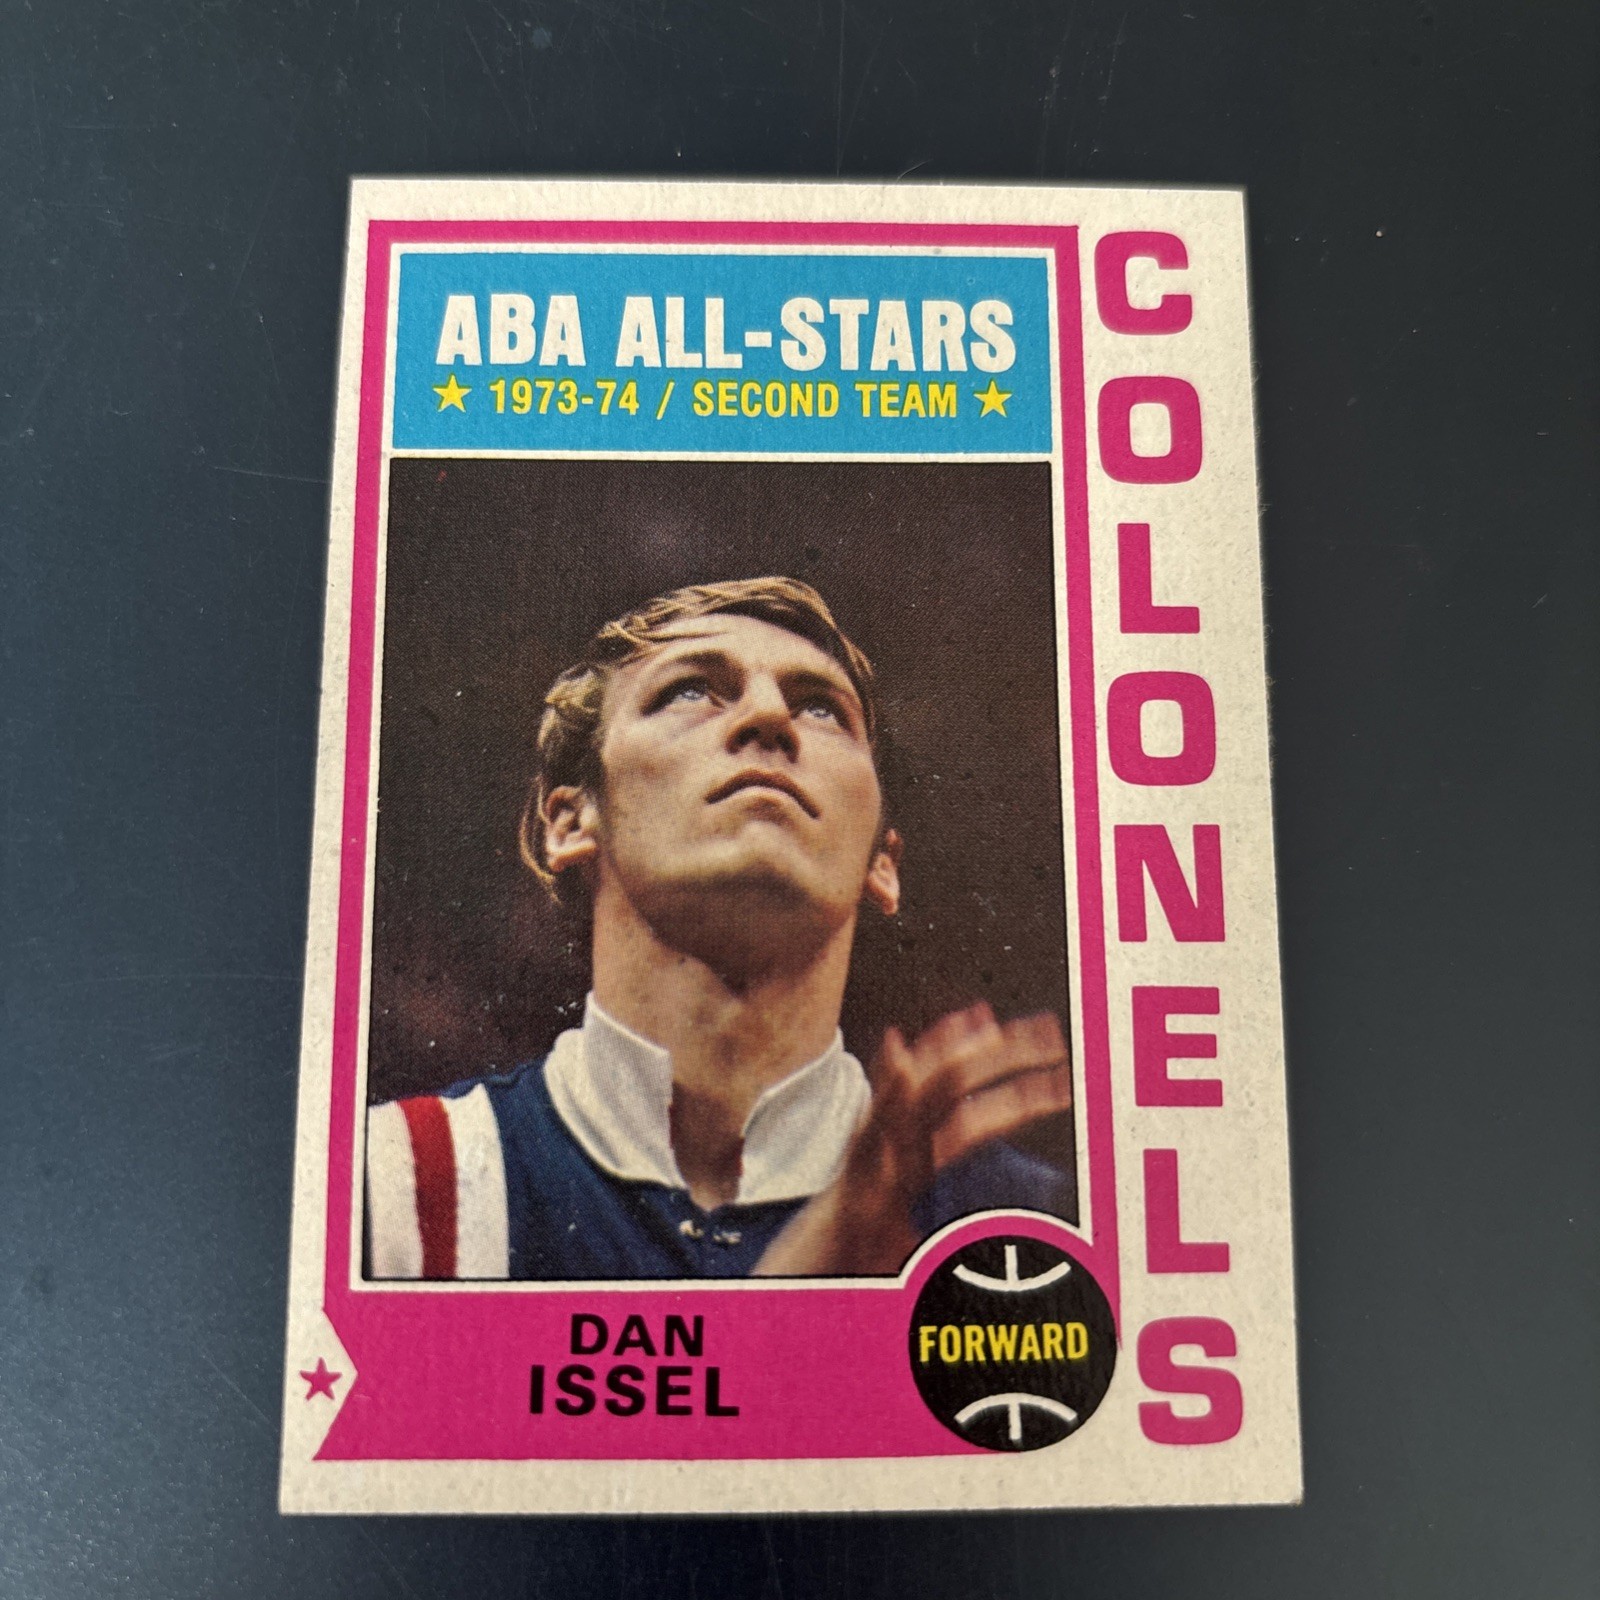 ABA ALL-STARS
★ 1973-74 / SECOND TEAM ★
COLONELS
DAN
ISSEL
FORWARD